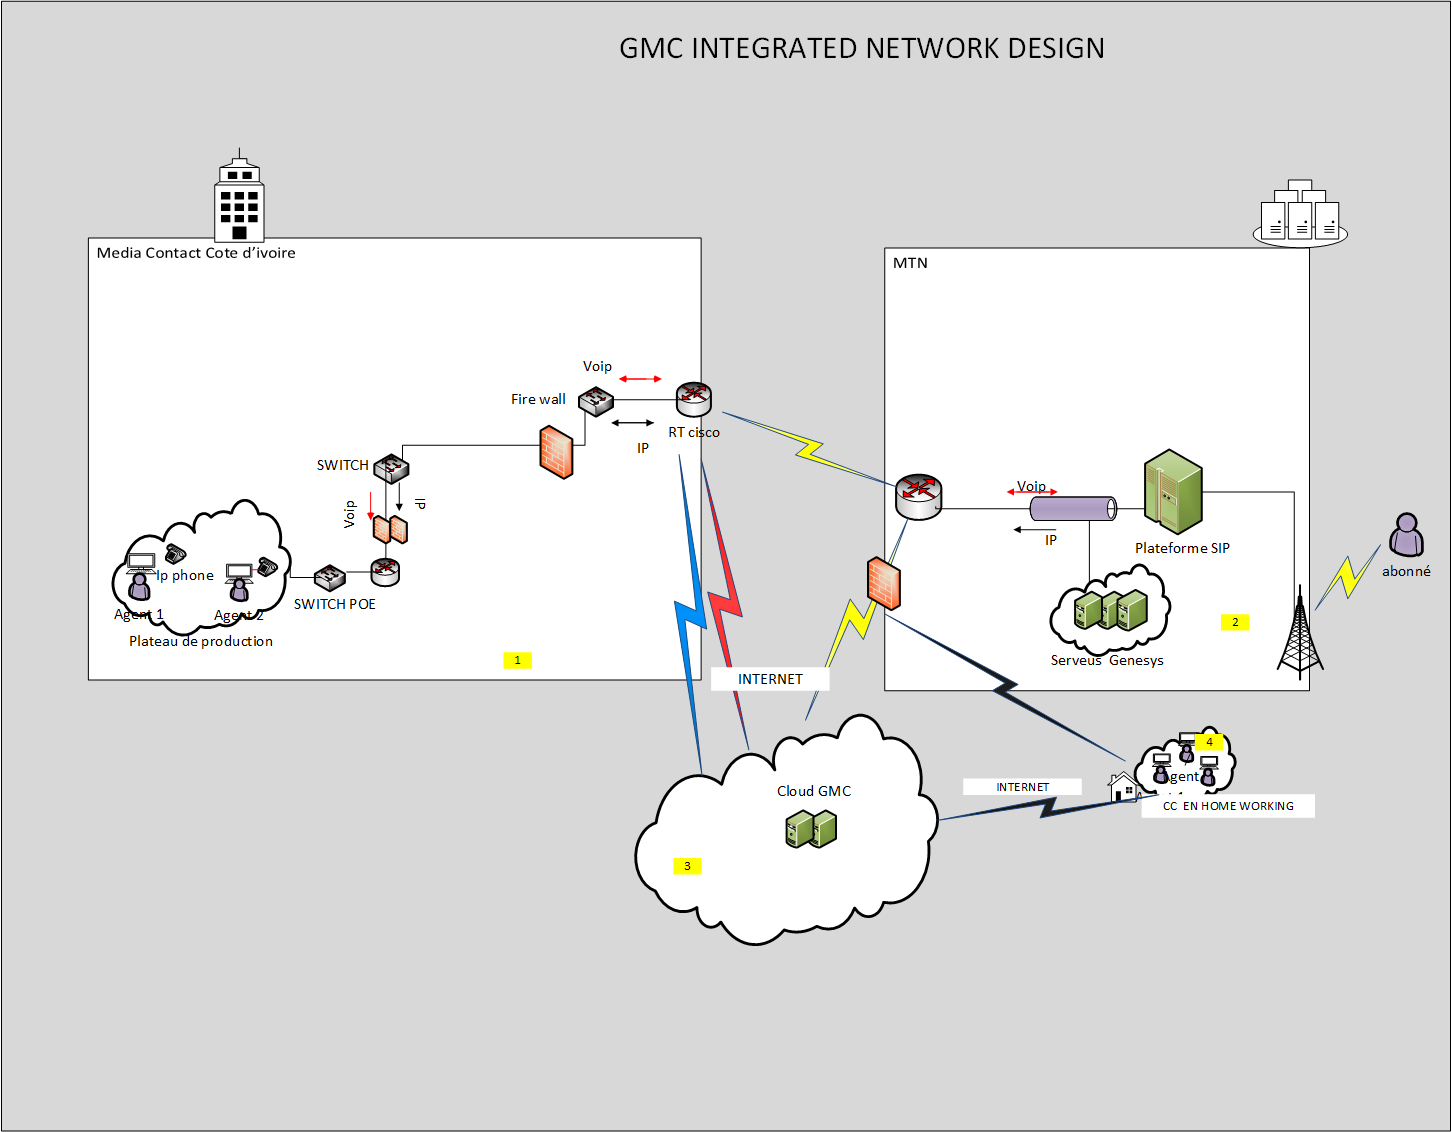 GMC INTEGRATED NETWORK DESIGN
Media Contact Cote d’ivoire
MTN
Voip
Fire wall
RT cisco
IP
SWITCH
Voip
IP
Voip
IP
Plateforme SIP
Ip phone
abonné
SWITCH POE
Agent 1
Agent 2
Plateau de production
2
1
Serveus Genesys
INTERNET
4
Agent
Cloud GMC
INTERNET
CC EN HOME WORKING
3